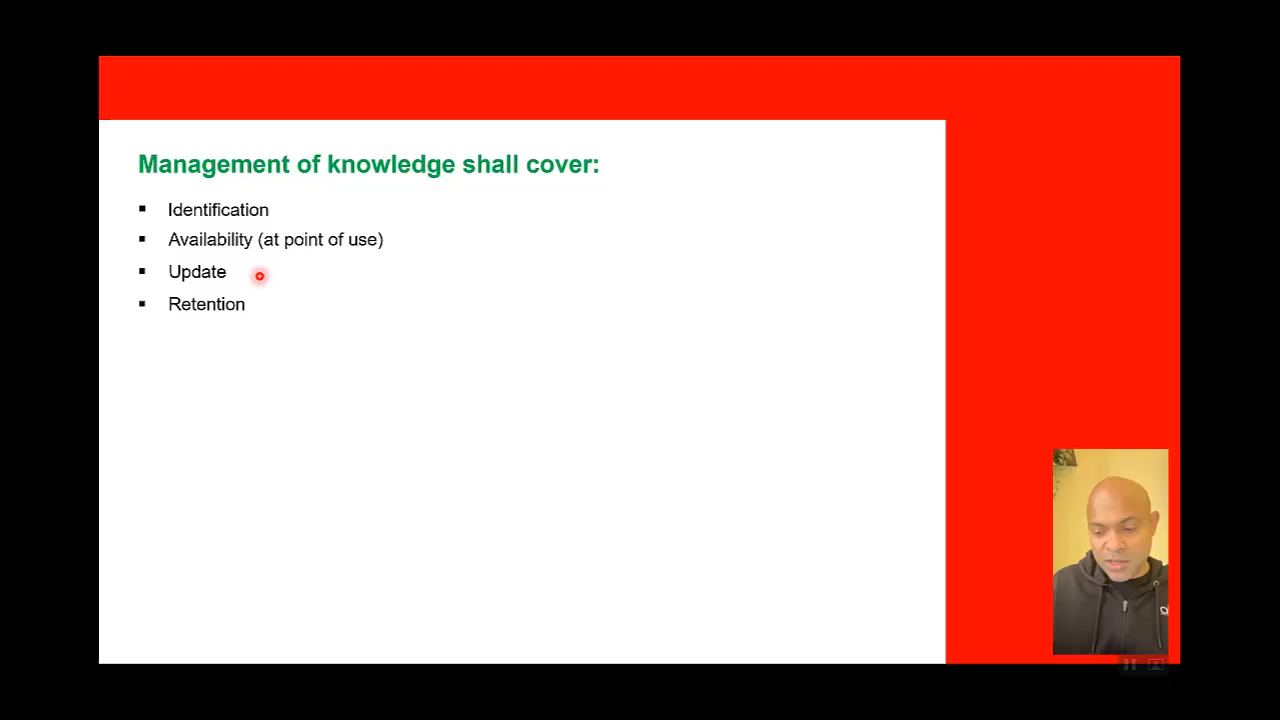 Management of knowledge shall cover:
▪ Identification
▪ Availability (at point of use)
▪ Update
▪ Retention